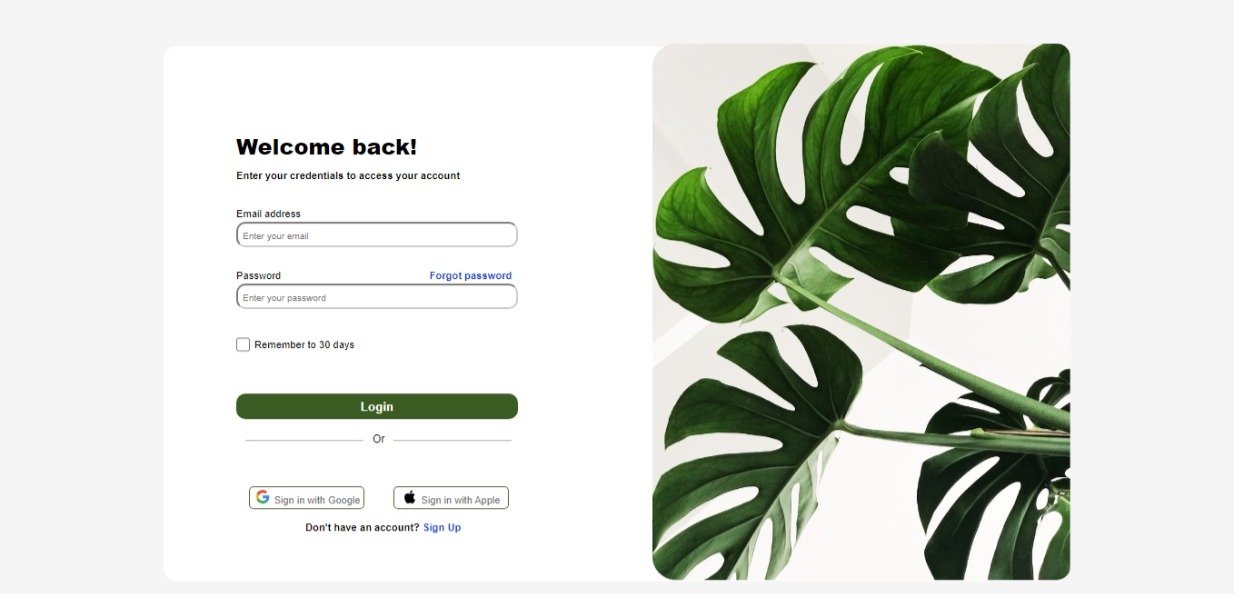 Welcome back!
Enter your credentials to access your account
Email address
Enter your email
Password Forgot password
Enter your password
Remember to 30 days
Login
Or
Sign in with Google Sign in with Apple
Don't have an account? Sign Up